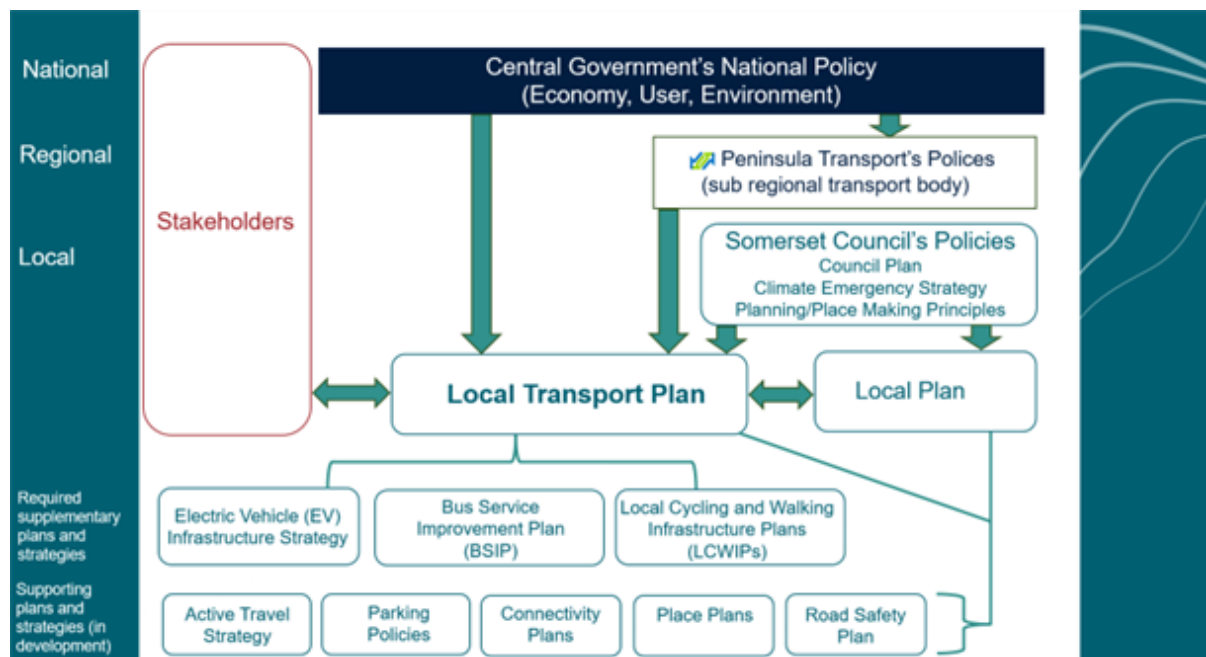 National
Central Government's National Policy
(Economy, User, Environment)
Regional
Peninsula Transport's Polices
(sub regional transport body)
Stakeholders
Local
Somerset Council's Policies
Council Plan
Climate Emergency Strategy
Planning/Place Making Principles
Local Transport Plan
Local Plan
Required
supplementary
plans and
strategies
Electric Vehicle (EV)
Infrastructure Strategy
Bus Service
Improvement Plan
(BSIP)
Local Cycling and Walking
Infrastructure Plans
(LCWIPs)
Supporting
plans and
strategies (in
development)
Active Travel
Strategy
Parking
Policies
Connectivity
Plans
Place Plans
Road Safety
Plan